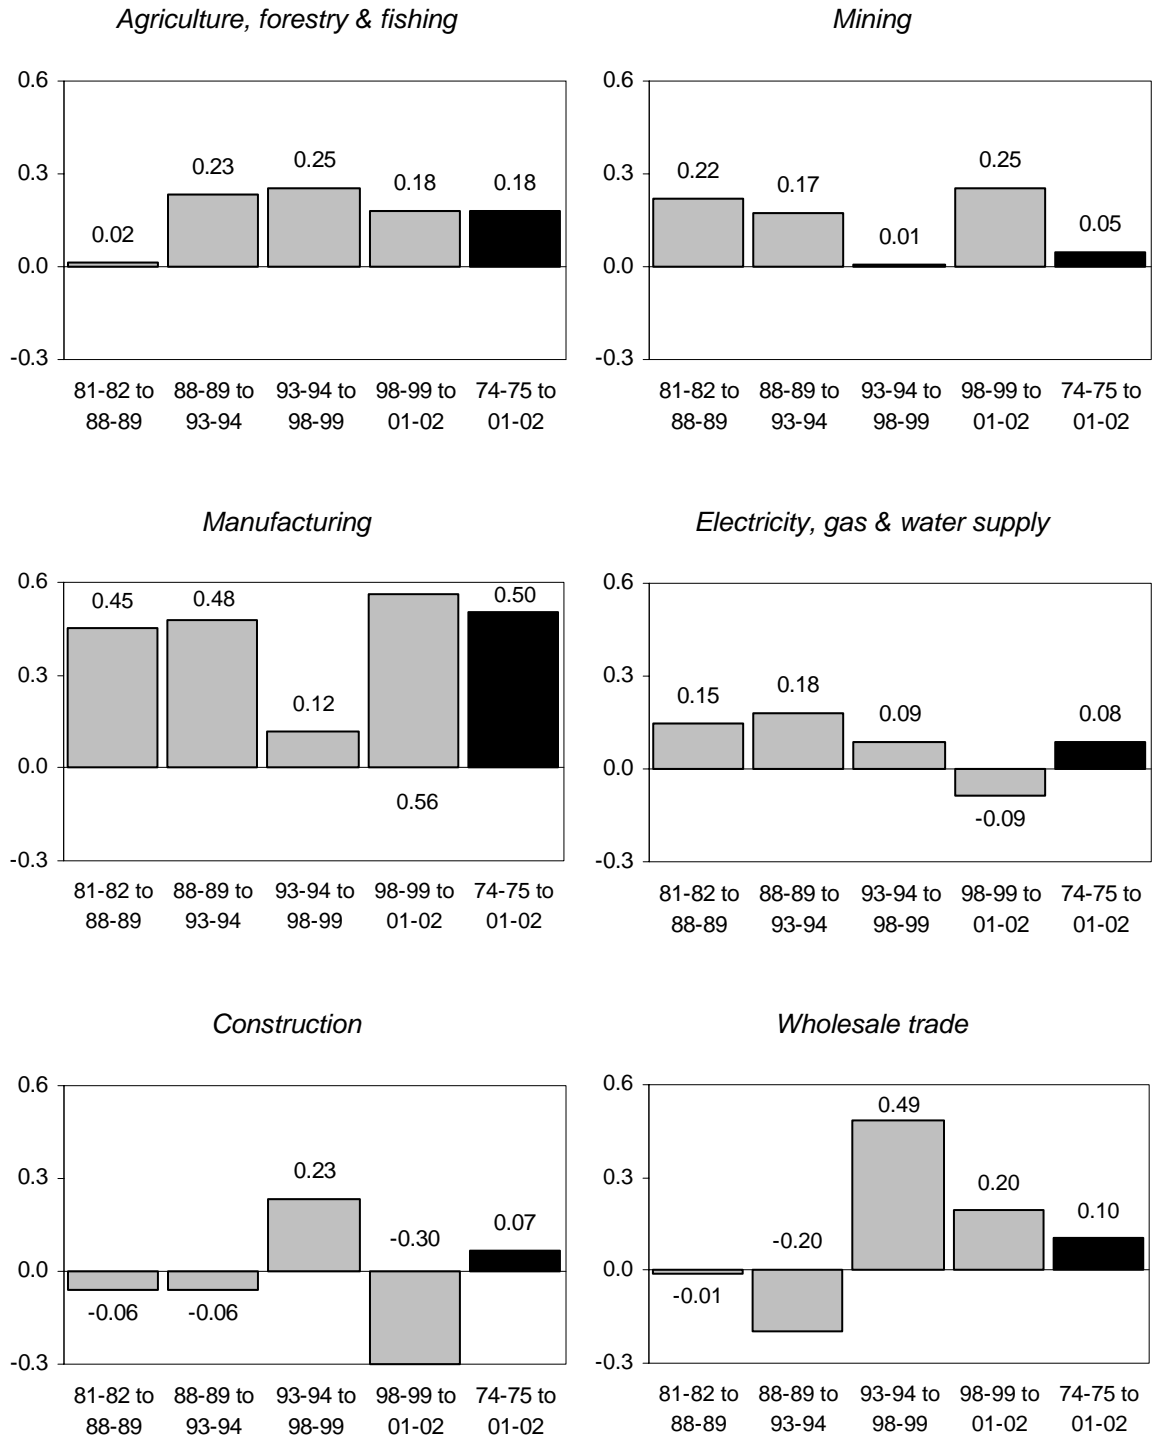 Agriculture, forestry & fishing
0.6
0.3
0.0
-0.3
0.02
0.23
0.25
0.18
0.18
81-82 to
88-89
88-89 to
93-94
93-94 to
98-99
98-99 to
01-02
74-75 to
01-02
Mining
0.6
0.3
0.0
-0.3
0.22
0.17
0.01
0.25
0.05
81-82 to
88-89
88-89 to
93-94
93-94 to
98-99
98-99 to
01-02
74-75 to
01-02
Manufacturing
0.6
0.3
0.0
-0.3
0.45
0.48
0.12
0.56
0.50
81-82 to
88-89
88-89 to
93-94
93-94 to
98-99
98-99 to
01-02
74-75 to
01-02
Electricity, gas & water supply
0.6
0.3
0.0
-0.3
0.15
0.18
0.09
-0.09
0.08
81-82 to
88-89
88-89 to
93-94
93-94 to
98-99
98-99 to
01-02
74-75 to
01-02
Construction
0.6
0.3
0.0
-0.3
-0.06
-0.06
0.23
-0.30
0.07
81-82 to
88-89
88-89 to
93-94
93-94 to
98-99
98-99 to
01-02
74-75 to
01-02
Wholesale trade
0.6
0.3
0.0
-0.3
-0.01
-0.20
0.49
0.20
0.10
81-82 to
88-89
88-89 to
93-94
93-94 to
98-99
98-99 to
01-02
74-75 to
01-02